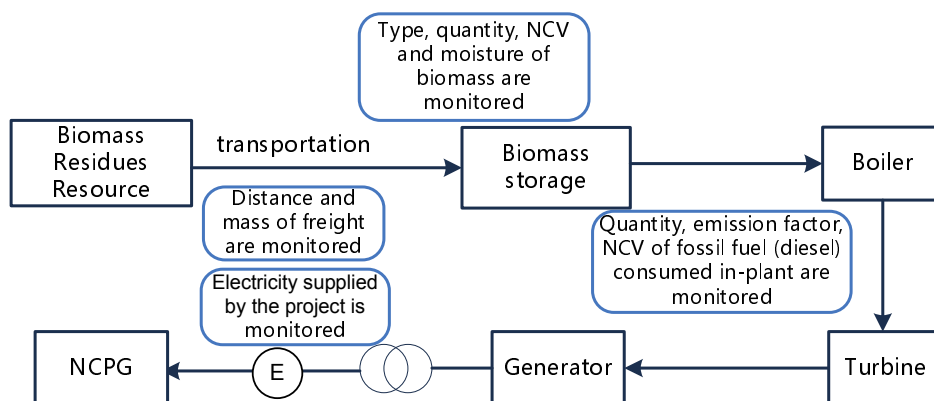 Type, quantity, NCV
and moisture of
biomass are
monitored
Biomass
Residues
Resource
transportation
Biomass
storage
Boiler
Distance and
mass of freight
are monitored
Quantity, emission factor,
NCV of fossil fuel (diesel)
consumed in-plant are
monitored
Electricity supplied
by the project is
monitored
NCPG
E
Generator
Turbine